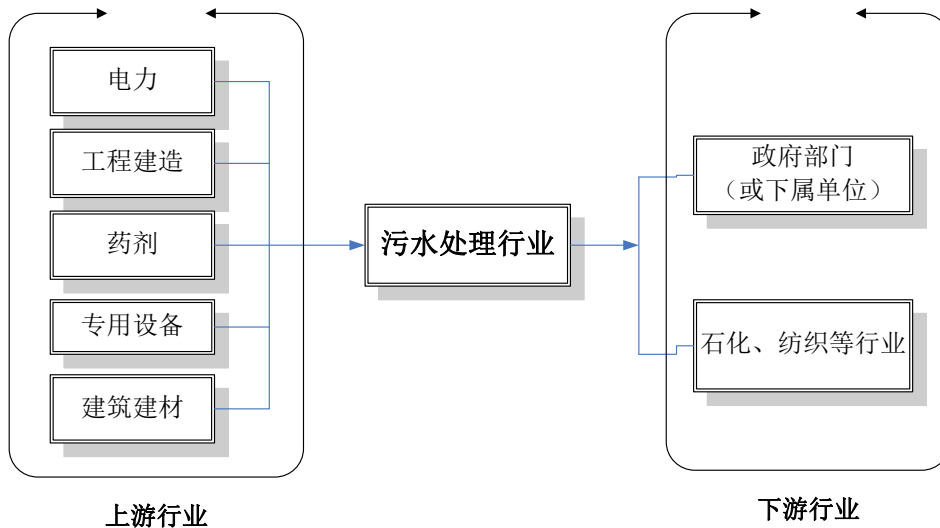 电力
工程建造
药剂
专用设备
建筑建材
上游行业
污水处理行业
政府部门
（或下属单位）
石化、纺织等行业
下游行业